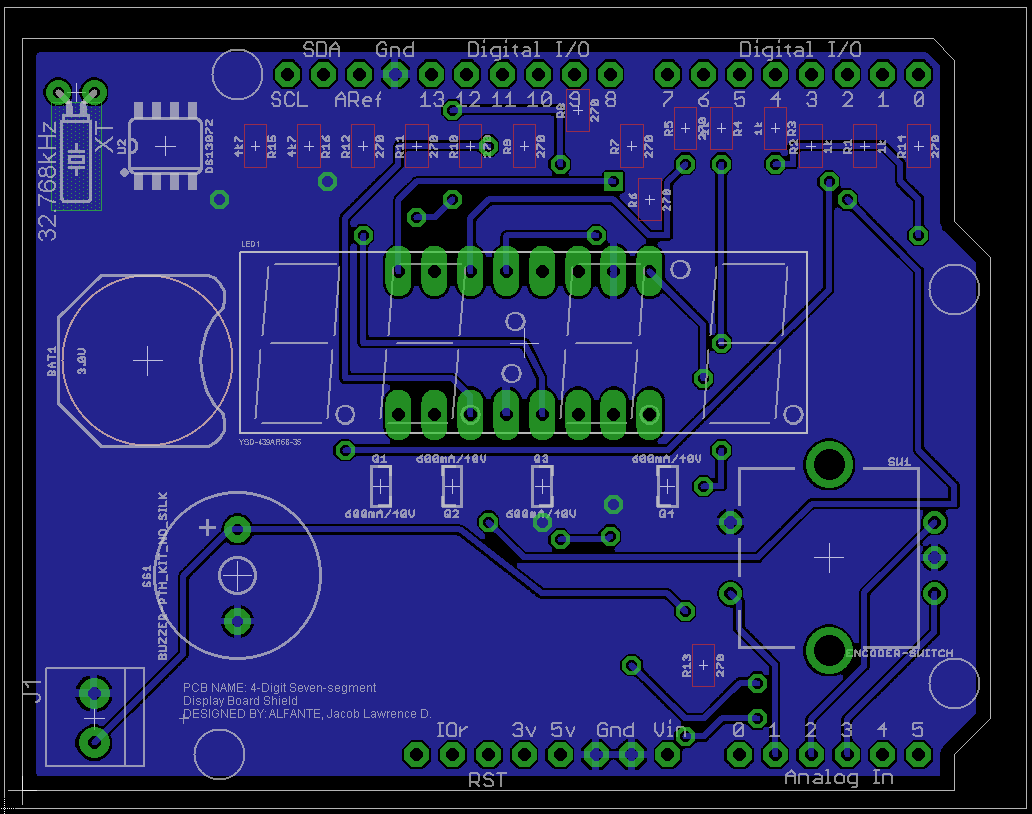 SDA Gnd Digital I/O Digital I/O
SCL ARef 13 12 11 10 9 8 7 6 5 4 3 2 1 0
32.768kHz
X1
U2
DS13072
4k7 R15
4k7 R16
R12 270
R11 270
R10 270
R9 270
R8 270
R7 270
R6 270
R5
R4
1k R3
R2 1k
R1 1k
R14 270
LED1
BAT1
3.0V
YSD-439AR6B-35
Q1 600mA/40V Q3 600mA/40V
600mA/40V Q2 600mA/40V Q4
SW1
ENCODER-SWITCH
SG1
BUZZER-PTH_KIT_NO_SILK
+
R13 270
J1
PCB NAME: 4-Digit Seven-segment
Display Board Shield
DESIGNED BY: ALFANTE, Jacob Lawrence D.
IOr 3v 5v Gnd Vin 0 1 2 3 4 5
RST Analog In